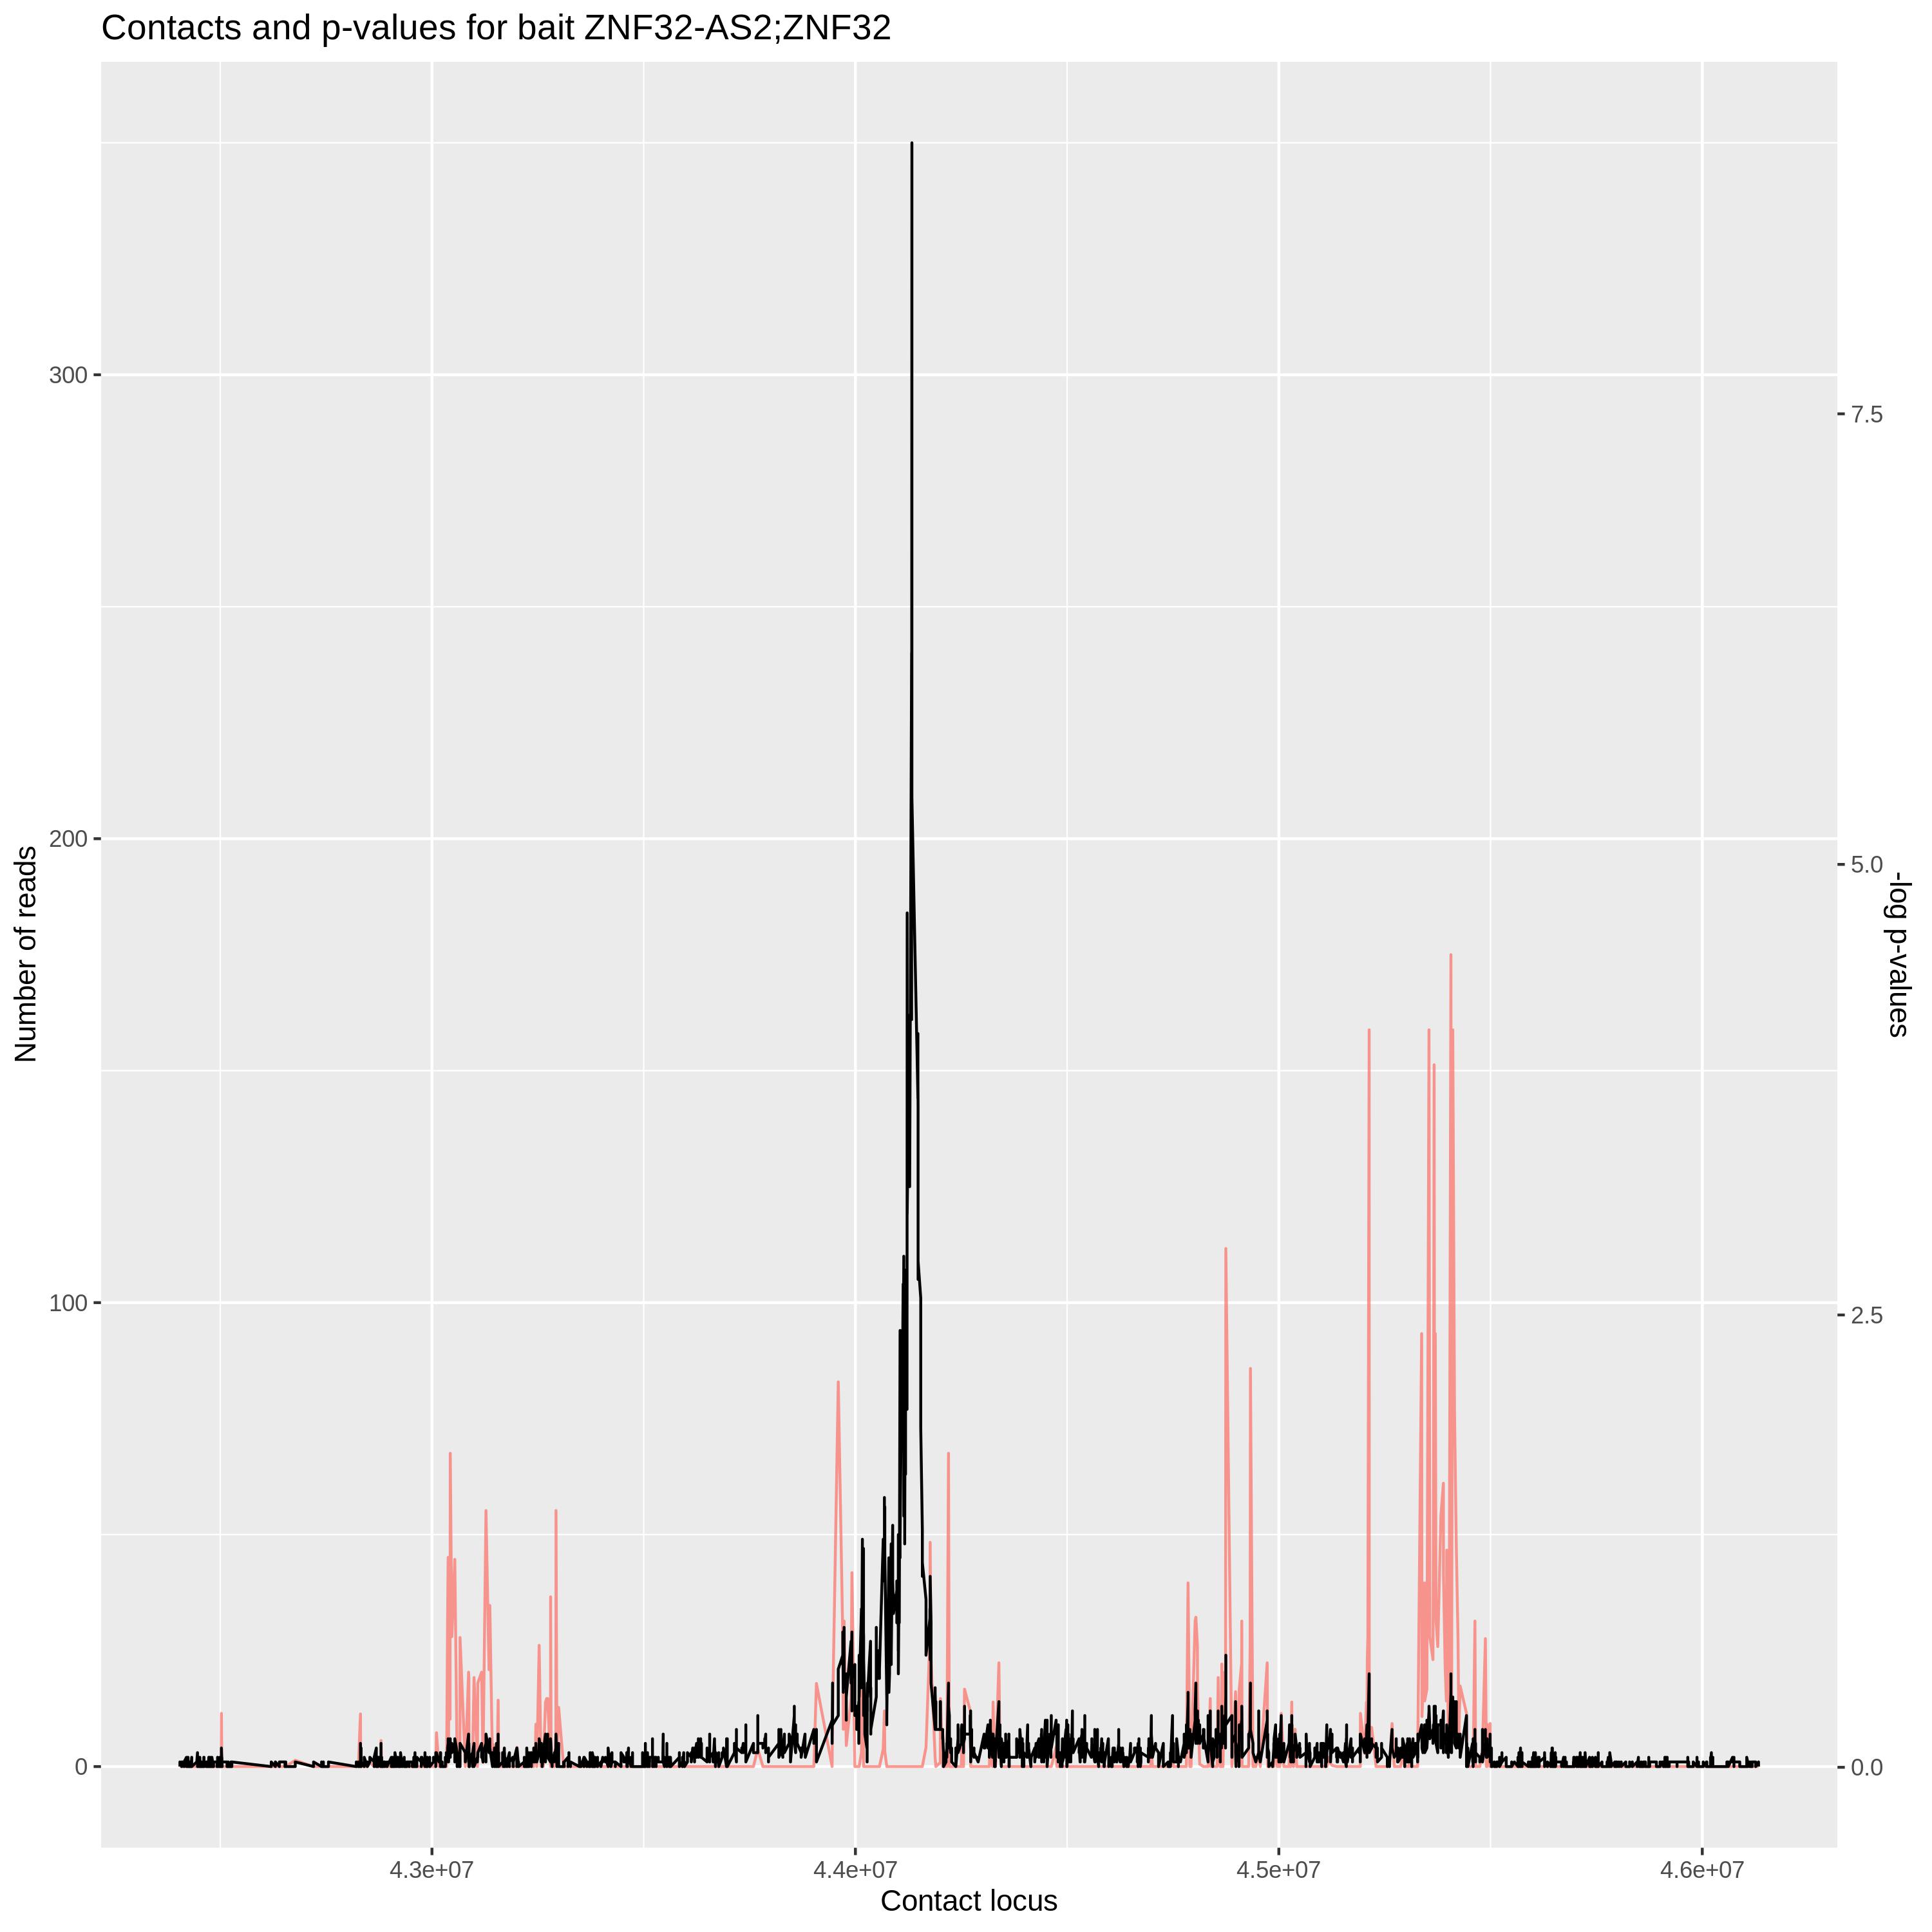 Contacts and p-values for bait ZNF32-AS2;ZNF32
300
200
100
0
Number of reads
7.5
5.0
2.5
0.0
-log p-values
4.3e+07
4.4e+07
4.5e+07
4.6e+07
Contact locus